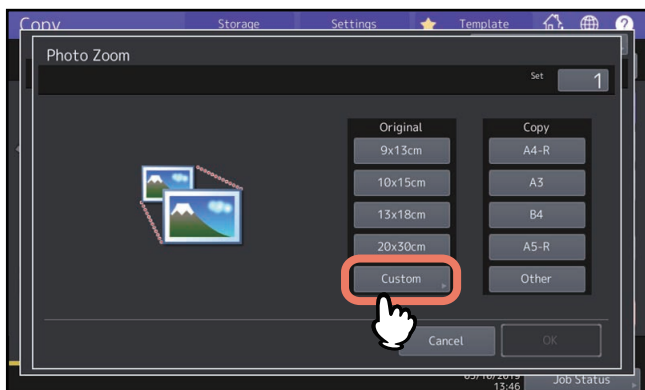 Copy
Storage
Settings
Template
?
Photo Zoom
Set
1
Original
Copy
9x13cm
A4-R
10x15cm
A3
13x18cm
B4
20x30cm
A5-R
Custom
Other
Cancel
OK
13:46
Job Status